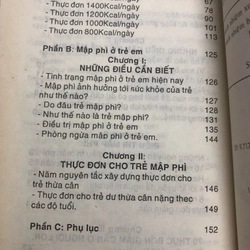 - Thực đơn 1400Kcal/ngày
- Thực đơn 1200Kcal/ngày 78
- Thực đơn 1000Kcal/ngày
- Thực đơn 800Kcal/ngày
Phần B: Mập phì ở trẻ em 125
Chương I:
NHỮNG ĐIỀU CẦN BIẾT
- Tình trạng mập phì ở trẻ em hiện nay 125
- Mập phì ảnh hưởng tới sức khỏe của trẻ
như thế nào? 127
- Do đâu trẻ mập phì? 129
- Như thế nào là trẻ mập phì? 131
- Điều trị mập phì ở trẻ em 136
- Phòng ngừa mập phì ở trẻ em. 144
Chương II:
THỰC ĐƠN CHO TRẺ MẬP PHÌ
- Năm nguyên tắc xây dựng thực đơn cho
trẻ thừa cân 146
- Thực đơn cho trẻ dư thừa cân nặng theo
các độ tuổi. 149
Phần C: Phụ lục 152